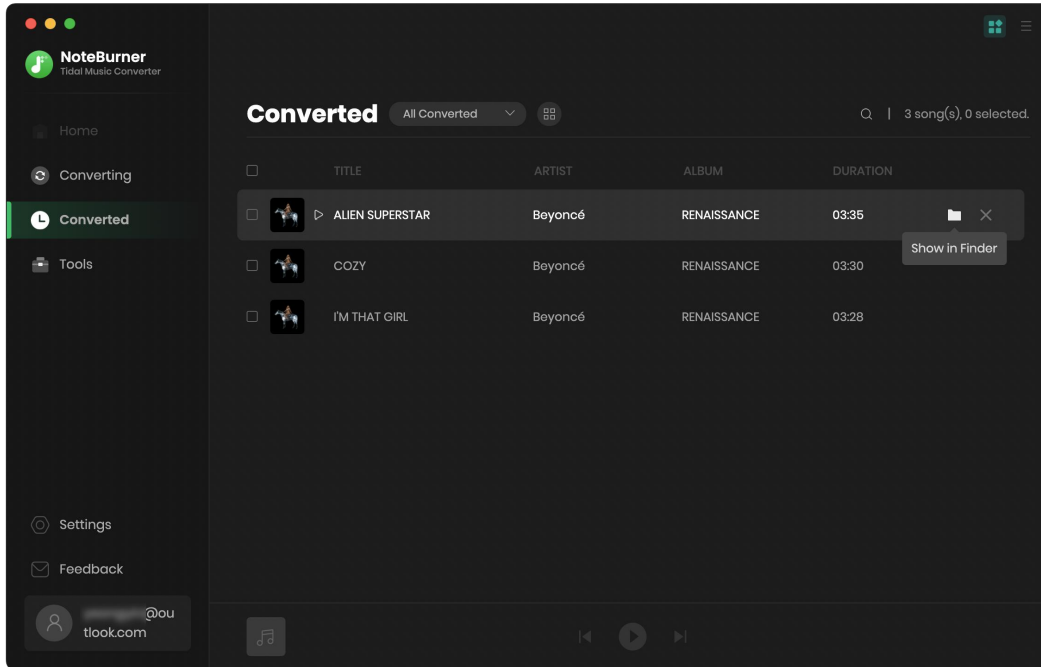 NoteBurner
Tidal Music Converter
Home
Converting
Converted
Tools
Settings
Feedback
@ou
tlook.com
Converted
All Converted
3 song(s), 0 selected.
TITLE ARTIST ALBUM DURATION
ALIEN SUPERSTAR Beyoncé RENAISSANCE 03:35
Show in Finder
COZY Beyoncé RENAISSANCE 03:30
I'M THAT GIRL Beyoncé RENAISSANCE 03:28